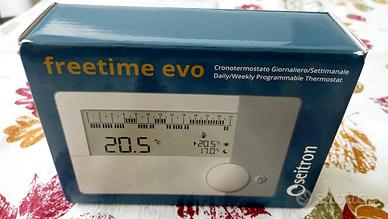 freetime evo
Cronotermostato Giornaliero/Settimanale
Daily/Weekly Programmable Thermostat
20.5 °C
20.5°
17.0°
seitron